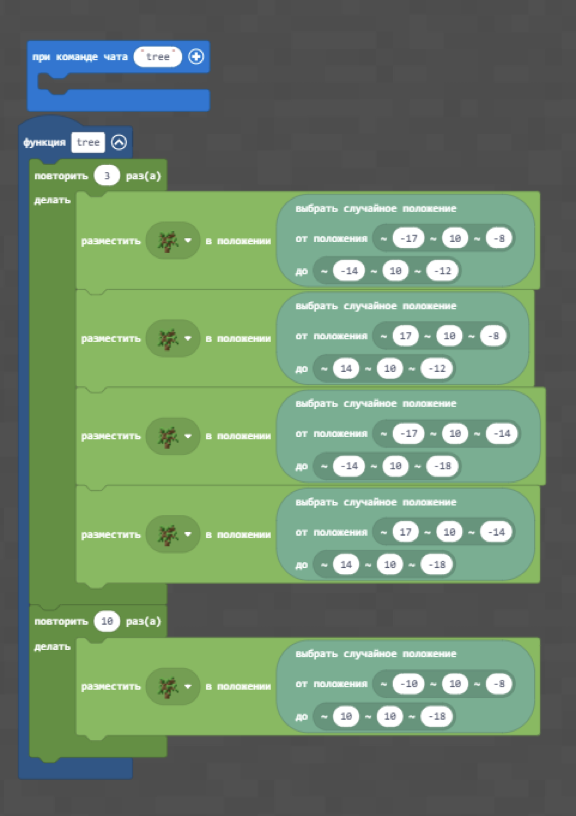 при команде чата "tree"
функция tree
повторить 3 раз(а)
делать
выбрать случайное положение
разместить в положении от положения ~ -17 ~ 10 ~ -8
до ~ -14 ~ 10 ~ -12
выбрать случайное положение
разместить в положении от положения ~ 17 ~ 10 ~ -8
до ~ 14 ~ 10 ~ -12
выбрать случайное положение
разместить в положении от положения ~ -17 ~ 10 ~ -14
до ~ -14 ~ 10 ~ -18
выбрать случайное положение
разместить в положении от положения ~ 17 ~ 10 ~ -14
до ~ 14 ~ 10 ~ -18
повторить 10 раз(а)
делать
выбрать случайное положение
разместить в положении от положения ~ -10 ~ 10 ~ -8
до ~ 10 ~ 10 ~ -18